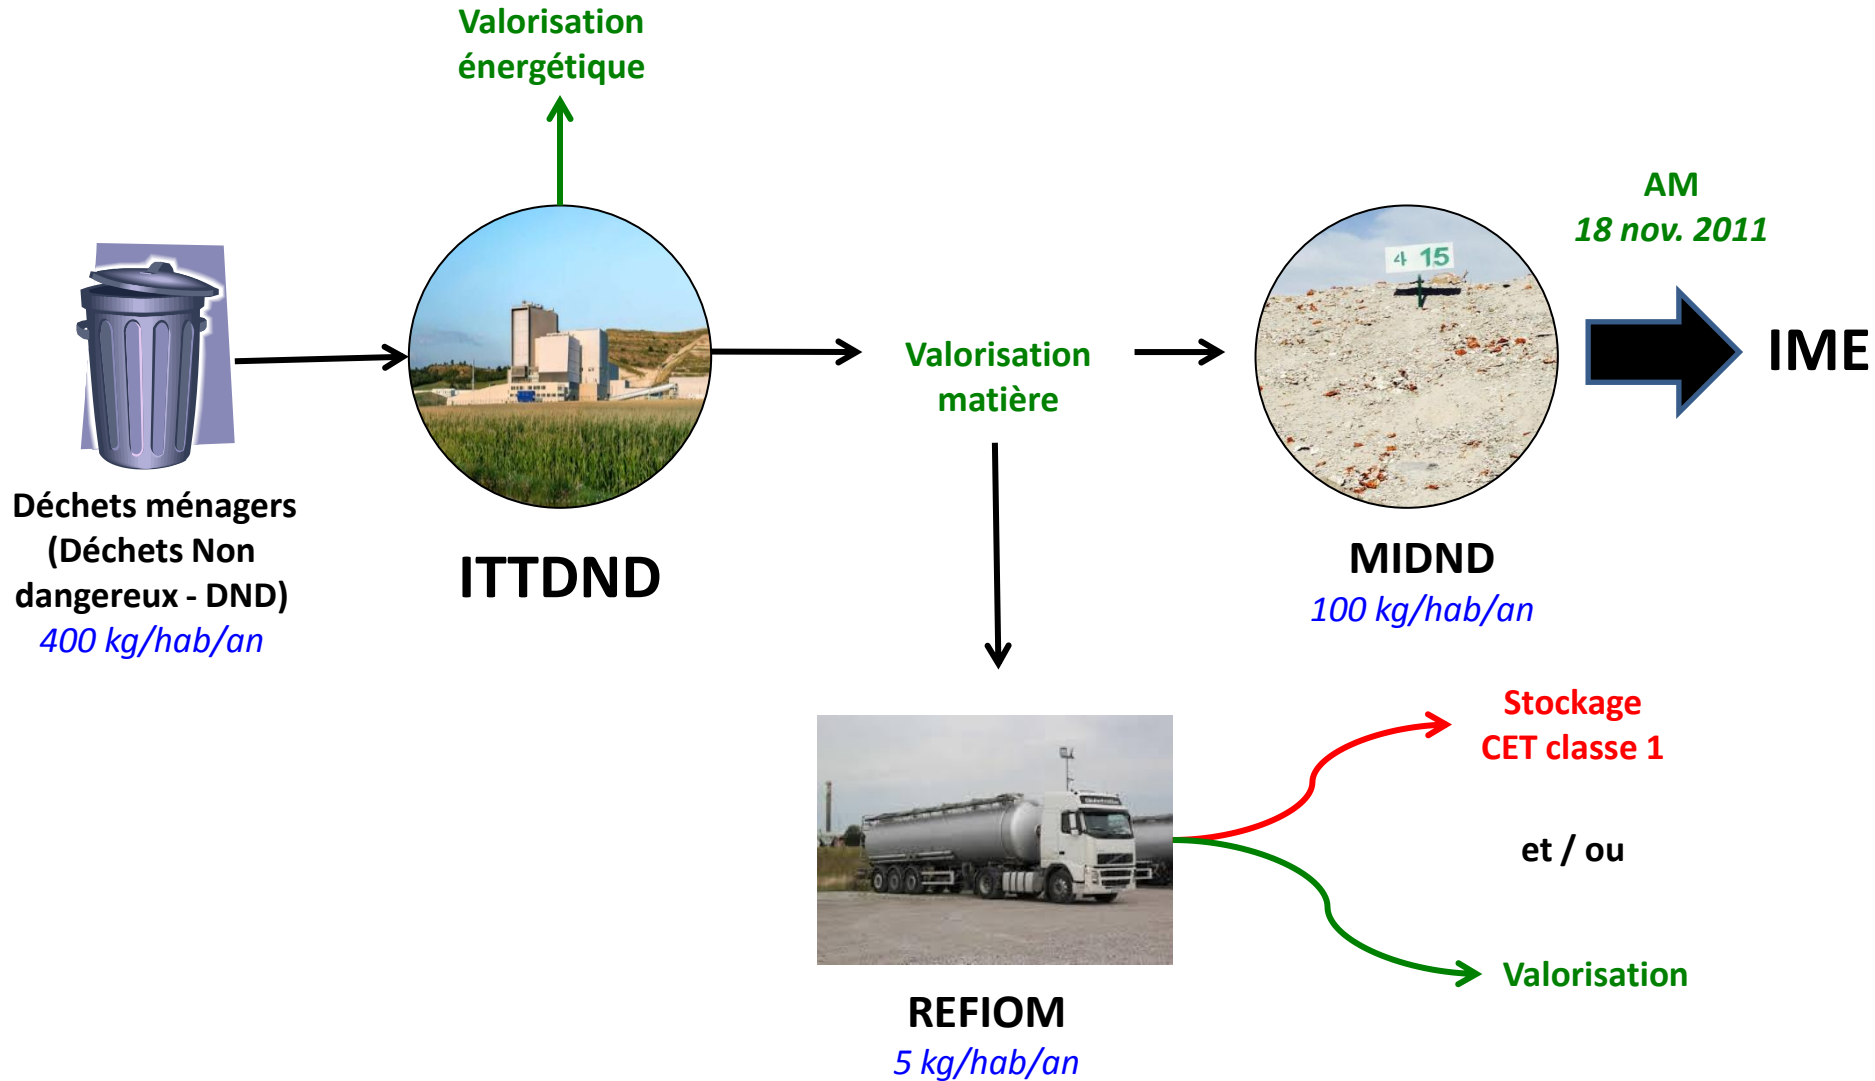 Valorisation
énergétique
AM
18 nov. 2011
4 15
IME
Valorisation
matière
Déchets ménagers
(Déchets Non
dangereux - DND)
400 kg/hab/an
ITTDND
MIDND
100 kg/hab/an
Stockage
CET classe 1
et / ou
Valorisation
REFIOM
5 kg/hab/an